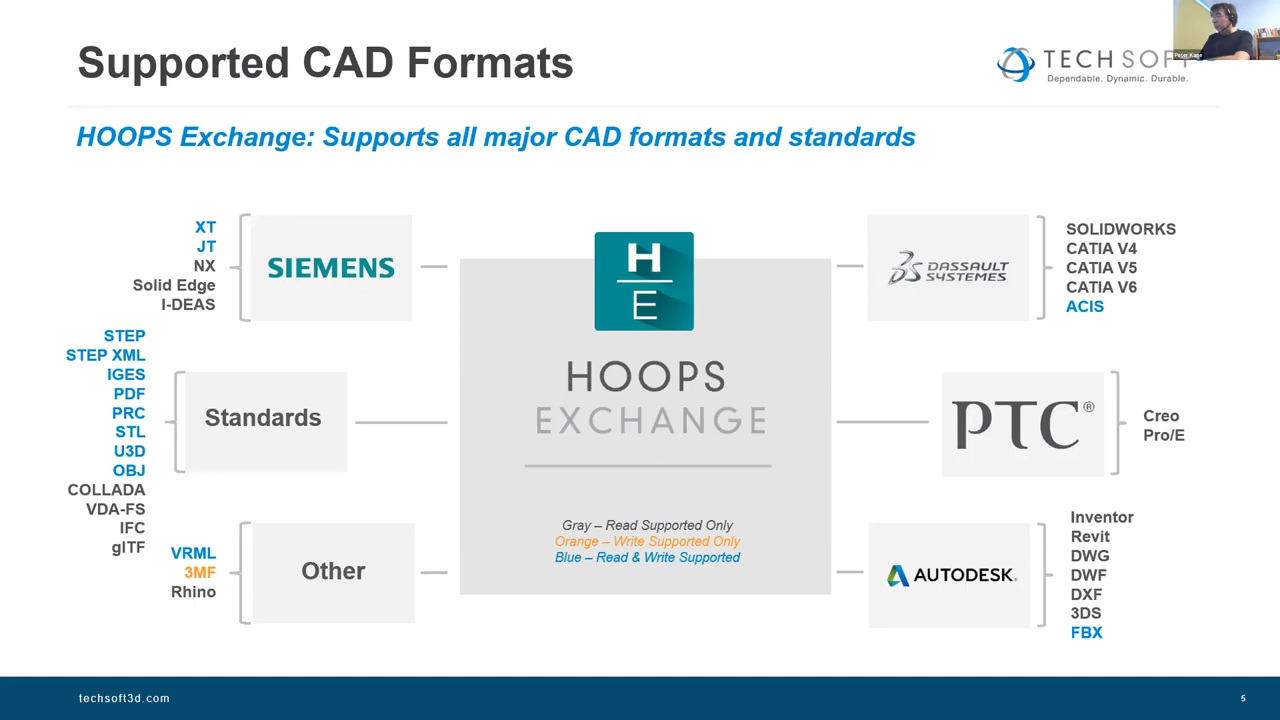 Supported CAD Formats
TECH SOFT
Dependable. Dynamic. Durable.
Peter Kane
HOOPS Exchange: Supports all major CAD formats and standards
XT
JT
NX
Solid Edge
I-DEAS
SIEMENS
STEP
STEP XML
IGES
PDF
PRC
STL
U3D
OBJ
COLLADA
VDA-FS
IFC
glTF
Standards
VRML
3MF
Rhino
Other
H
E
HOOPS
EXCHANGE
Gray – Read Supported Only
Orange – Write Supported Only
Blue – Read & Write Supported
DASSAULT
SYSTEMES
SOLIDWORKS
CATIA V4
CATIA V5
CATIA V6
ACIS
PTC®
Creo
Pro/E
AUTODESK.
Inventor
Revit
DWG
DWF
DXF
3DS
FBX
techsoft3d.com
5